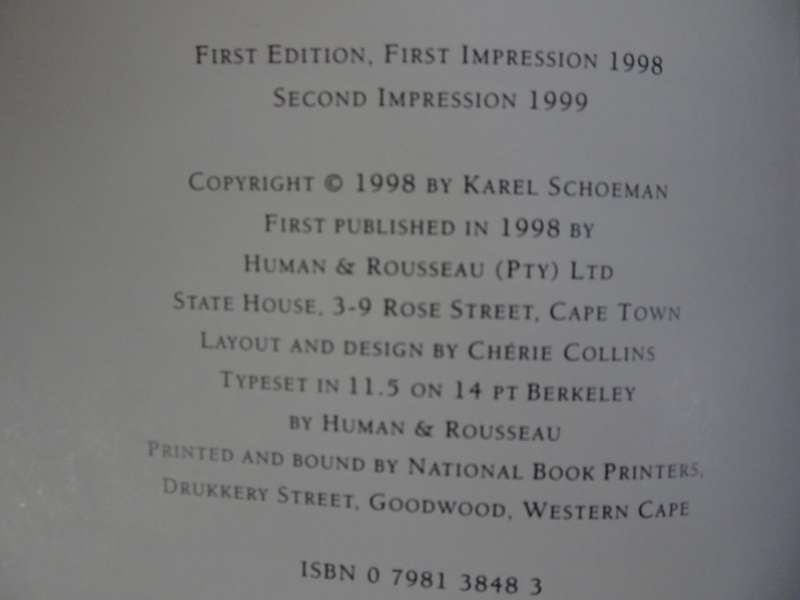 FIRST EDITION, FIRST IMPRESSION 1998
SECOND IMPRESSION 1999
COPYRIGHT © 1998 BY KAREL SCHOEMAN
FIRST PUBLISHED IN 1998 BY
HUMAN & ROUSSEAU (PTY) LTD
STATE HOUSE, 3-9 ROSE STREET, CAPE TOWN
LAYOUT AND DESIGN BY CHÉRIE COLLINS
TYPESET IN 11.5 ON 14 PT BERKELEY
BY HUMAN & ROUSSEAU
PRINTED AND BOUND BY NATIONAL BOOK PRINTERS,
DRUKKERY STREET, GOODWOOD, WESTERN CAPE
ISBN 0 7981 3848 3